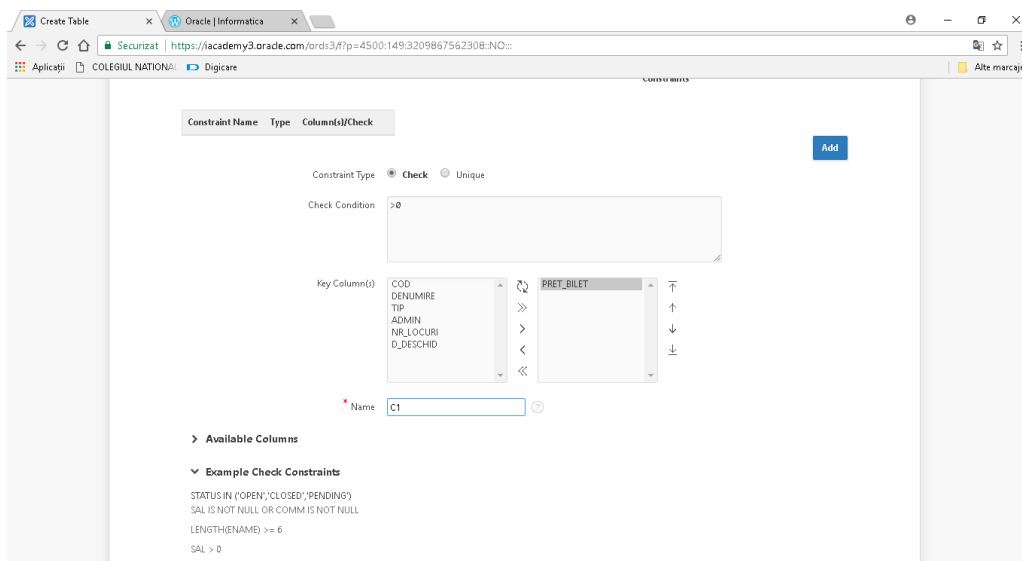 Create Table
Oracle | Informatica
Securizat | https://iacademy3.oracle.com/ords3/f?p=4500:149:3209867562308::NO:::
Aplicații COLEGIUL NATIONAL Digicare Alte marcaje
Constraints
Constraint Name Type Column(s)/Check
Add
Constraint Type Check Unique
Check Condition >0
Key Column(s) COD PRET_BILET
DENUMIRE
TIP
ADMIN
NR_LOCURI
D_DESCHID
* Name C1
Available Columns
Example Check Constraints
STATUS IN ('OPEN','CLOSED','PENDING')
SAL IS NOT NULL OR COMM IS NOT NULL
LENGTH(ENAME) >= 6
SAL > 0